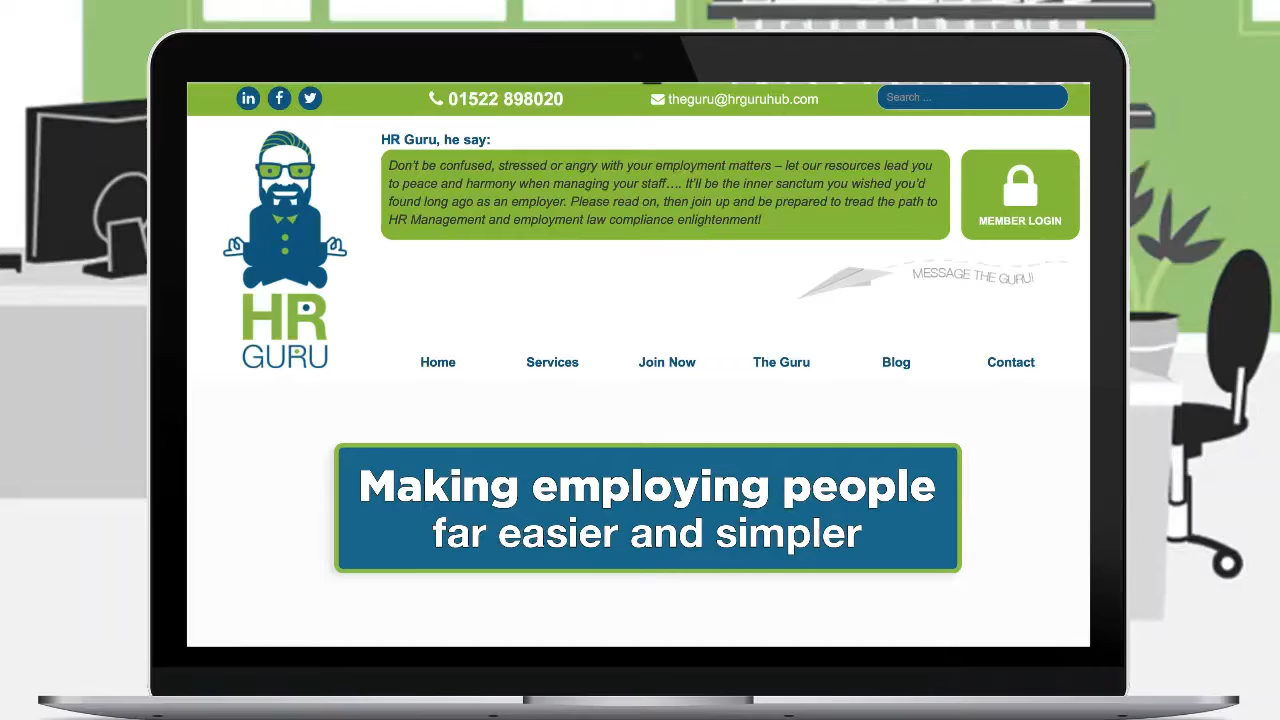 in f 01522 898020 theguru@hrguruhub.com Search ...
HR Guru, he say:
Don't be confused, stressed or angry with your employment matters – let our resources lead you
to peace and harmony when managing your staff.... It'll be the inner sanctum you wished you'd
found long ago as an employer. Please read on, then join up and be prepared to tread the path to
HR Management and employment law compliance enlightenment!
MEMBER LOGIN
MESSAGE THE GURU!
HR
GURU
Home Services Join Now The Guru Blog Contact
Making employing people
far easier and simpler